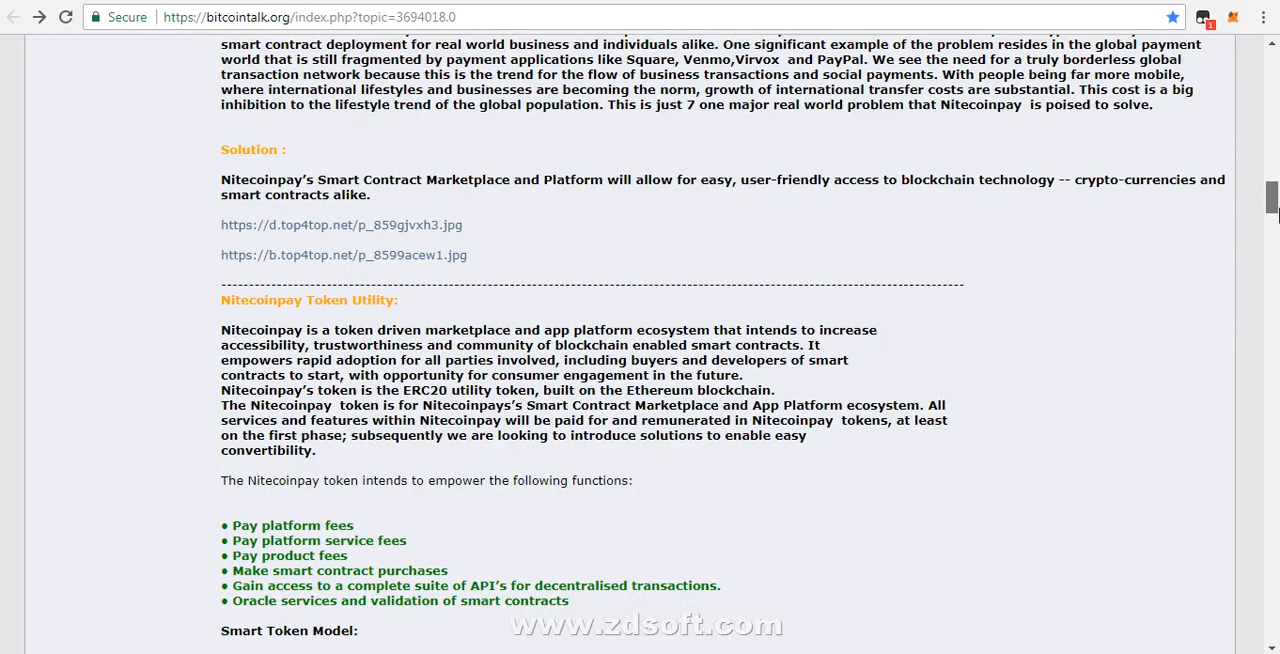 Secure https://bitcointalk.org/index.php?topic=3694018.0
1
smart contract deployment for real world business and individuals alike. One significant example of the problem resides in the global payment
world that is still fragmented by payment applications like Square, Venmo,Virvox  and PayPal. We see the need for a truly borderless global
transaction network because this is the trend for the flow of business transactions and social payments. With people being far more mobile,
where international lifestyles and businesses are becoming the norm, growth of international transfer costs are substantial. This cost is a big
inhibition to the lifestyle trend of the global population. This is just 7 one major real world problem that Nitecoinpay  is poised to solve.
Solution :
Nitecoinpay’s Smart Contract Marketplace and Platform will allow for easy, user-friendly access to blockchain technology -- crypto-currencies and
smart contracts alike.
https://d.top4top.net/p_859gjvxh3.jpg
https://b.top4top.net/p_8599acew1.jpg
Nitecoinpay Token Utility:
Nitecoinpay is a token driven marketplace and app platform ecosystem that intends to increase
accessibility, trustworthiness and community of blockchain enabled smart contracts. It
empowers rapid adoption for all parties involved, including buyers and developers of smart
contracts to start, with opportunity for consumer engagement in the future.
Nitecoinpay’s token is the ERC20 utility token, built on the Ethereum blockchain.
The Nitecoinpay  token is for Nitecoinpays’s Smart Contract Marketplace and App Platform ecosystem. All
services and features within Nitecoinpay will be paid for and remunerated in Nitecoinpay  tokens, at least
on the first phase; subsequently we are looking to introduce solutions to enable easy
convertibility.
The Nitecoinpay token intends to empower the following functions:
● Pay platform fees
● Pay platform service fees
● Pay product fees
● Make smart contract purchases
● Gain access to a complete suite of API’s for decentralised transactions.
● Oracle services and validation of smart contracts
Smart Token Model:
www.zdsoft.com